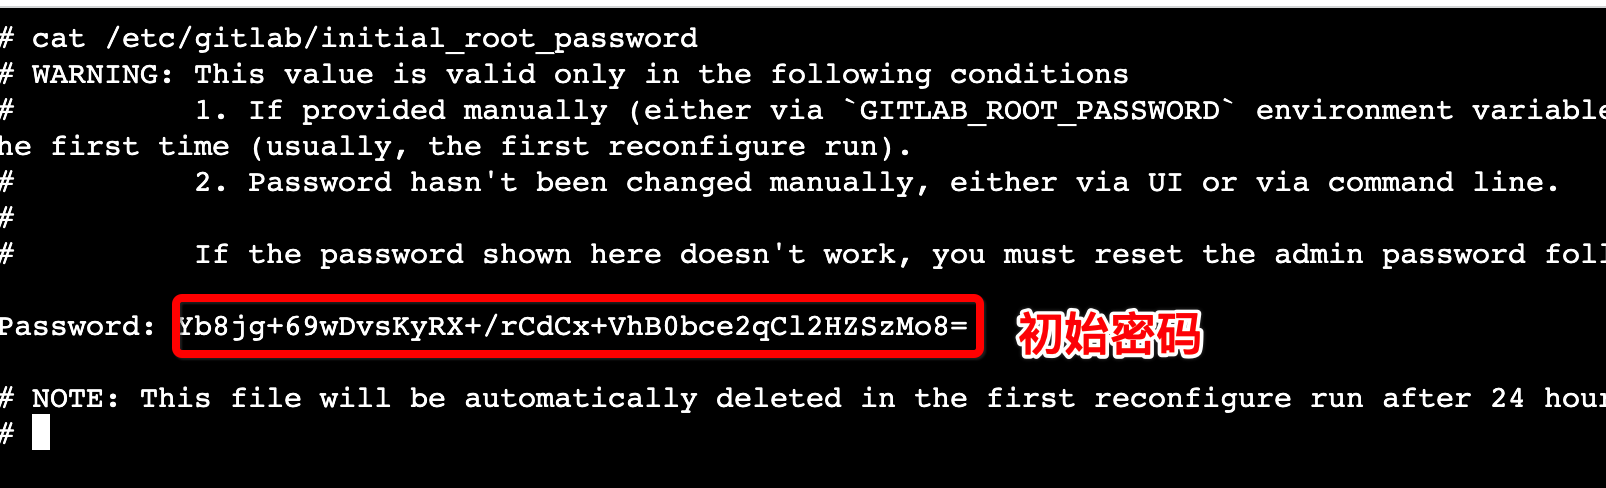 # cat /etc/gitlab/initial_root_password
# WARNING: This value is valid only in the following conditions
#          1. If provided manually (either via `GITLAB_ROOT_PASSWORD` environment variable
he first time (usually, the first reconfigure run).
#          2. Password hasn't been changed manually, either via UI or via command line.
#
#          If the password shown here doesn't work, you must reset the admin password foll
Password: Yb8jg+69wDvsKyRX+/rCdCx+VhB0bce2qCl2HZSzMo8= 初始密码
# NOTE: This file will be automatically deleted in the first reconfigure run after 24 hour
#